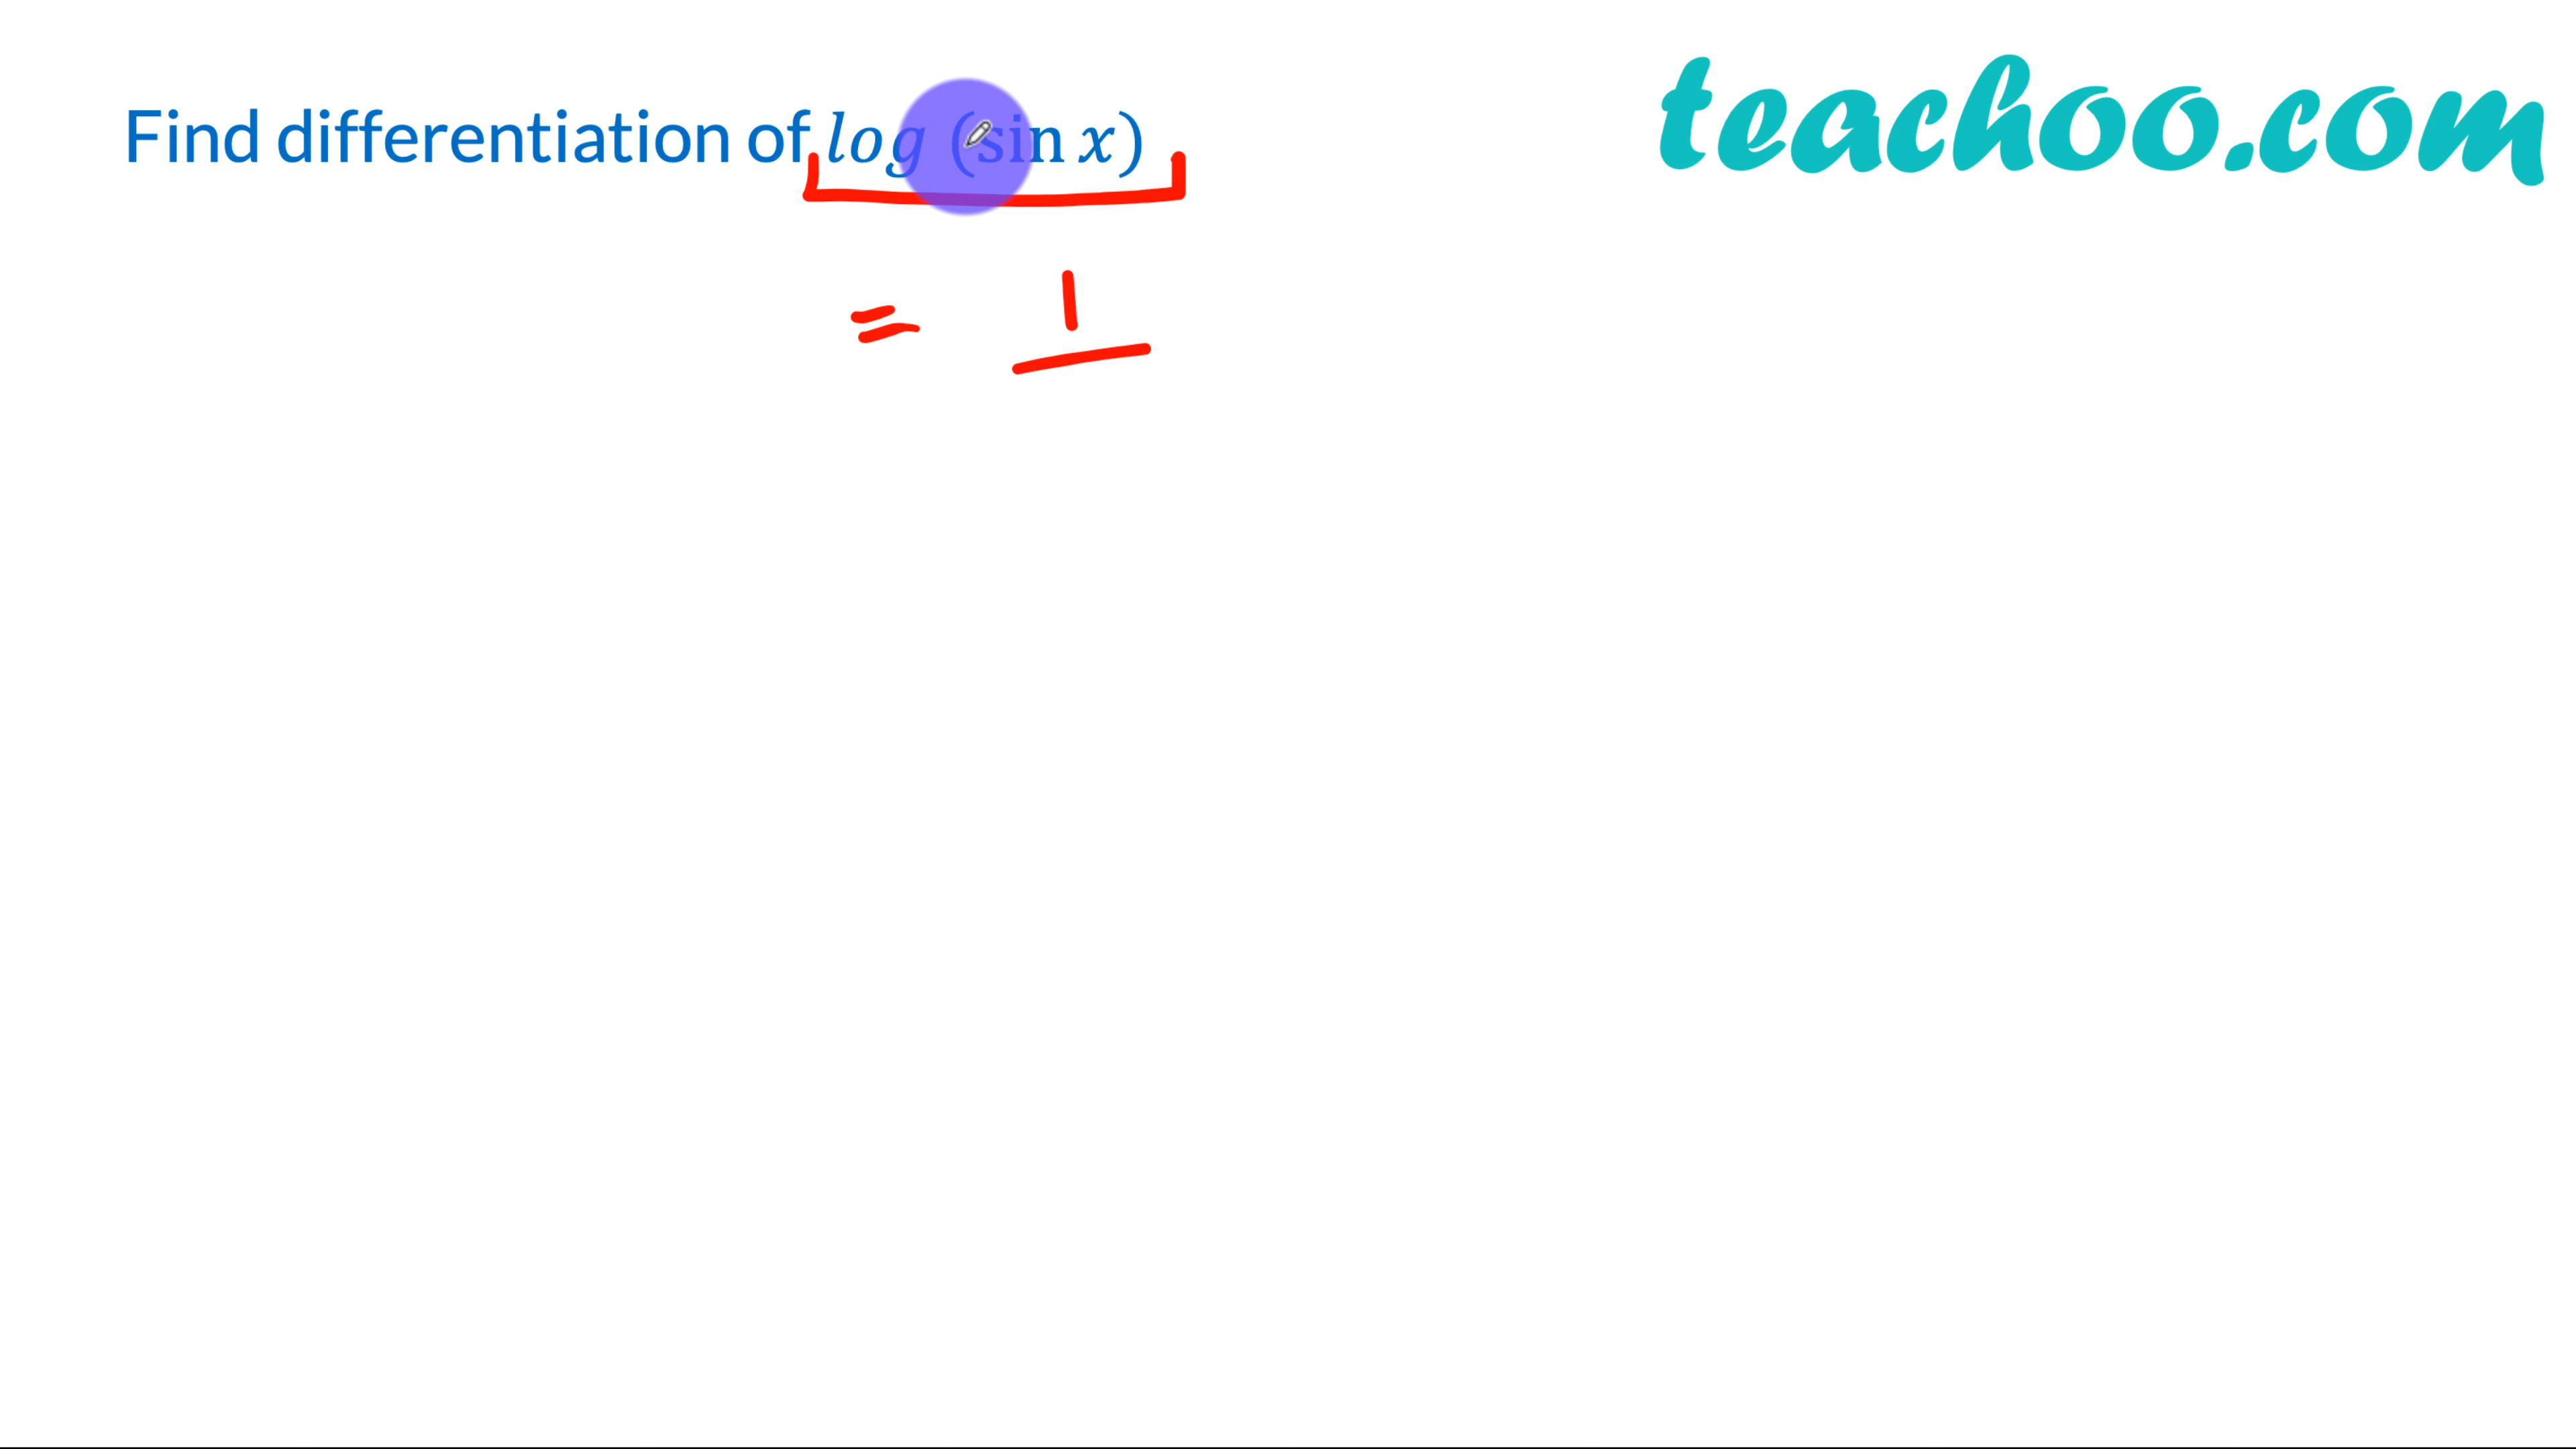 Find differentiation of log (sin x)
teachoo.com
= 1